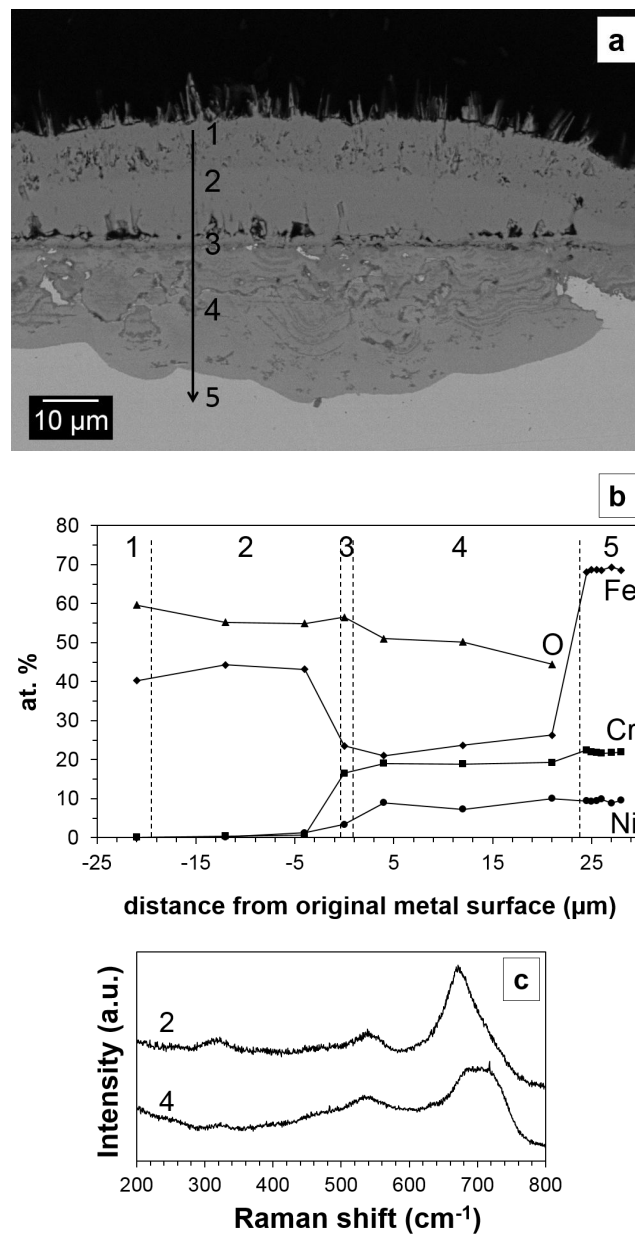 a
1
2
3
4
5
10 µm
b
80
70
60
50
40
30
20
10
0
at. %
1 2 3 4 5
Fe
O
Cr
Ni
-25 -15 -5 5 15 25
distance from original metal surface (µm)
c
2
4
Intensity (a.u.)
200 300 400 500 600 700 800
Raman shift (cm⁻¹)